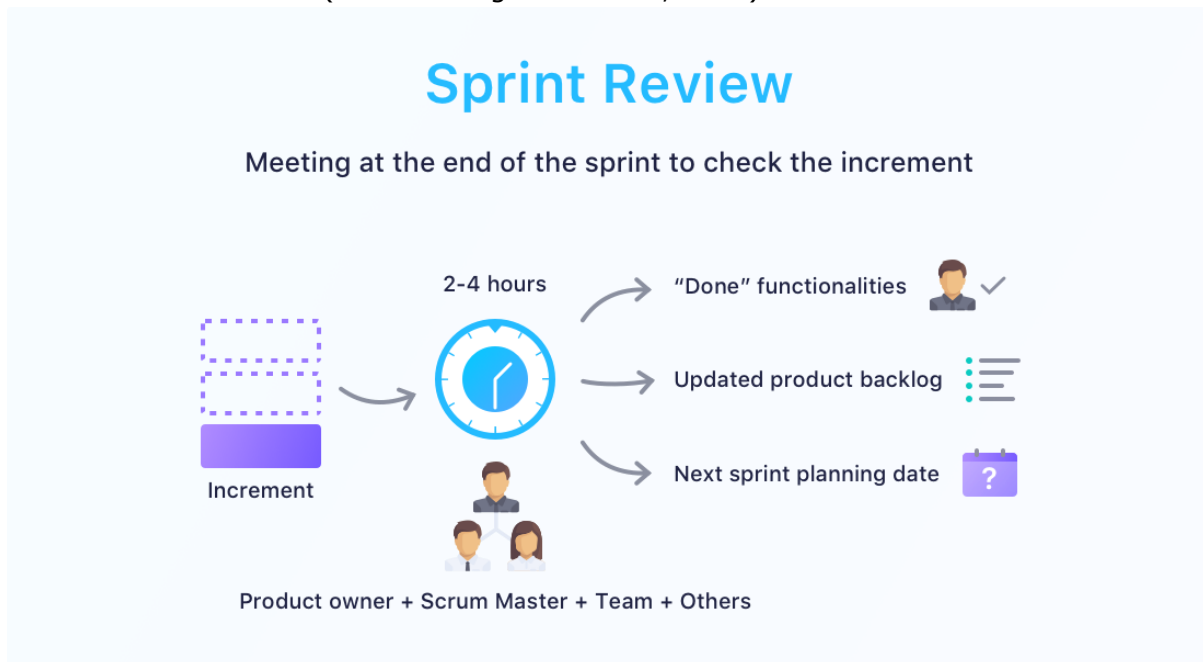 Sprint Review
Meeting at the end of the sprint to check the increment
2-4 hours
“Done” functionalities
Updated product backlog
Next sprint planning date
?
Increment
Product owner + Scrum Master + Team + Others